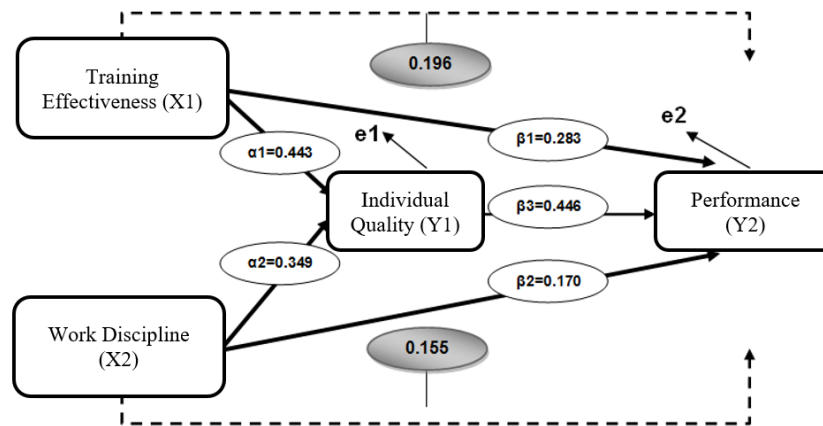 0.196
Training
Effectiveness (X1)
e1
e2
β1=0.283
α1=0.443
Individual
Quality (Y1)
β3=0.446
Performance
(Y2)
α2=0.349
β2=0.170
Work Discipline
(X2)
0.155